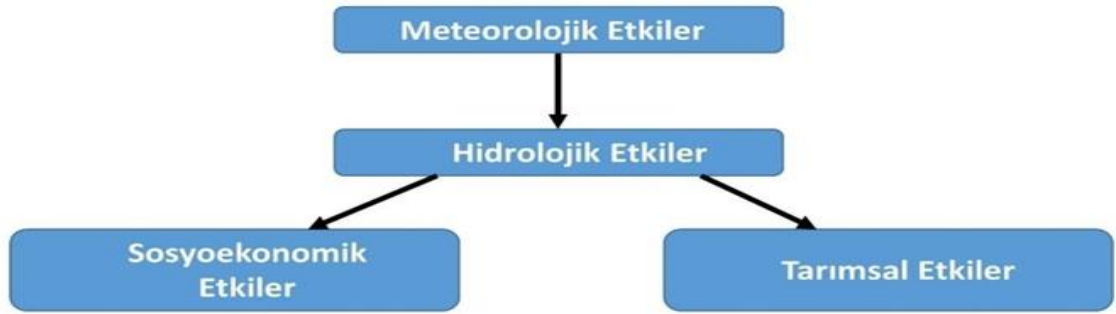 Meteorolojik Etkiler
Hidrolojik Etkiler
Sosyoekonomik
Etkiler
Tarımsal Etkiler